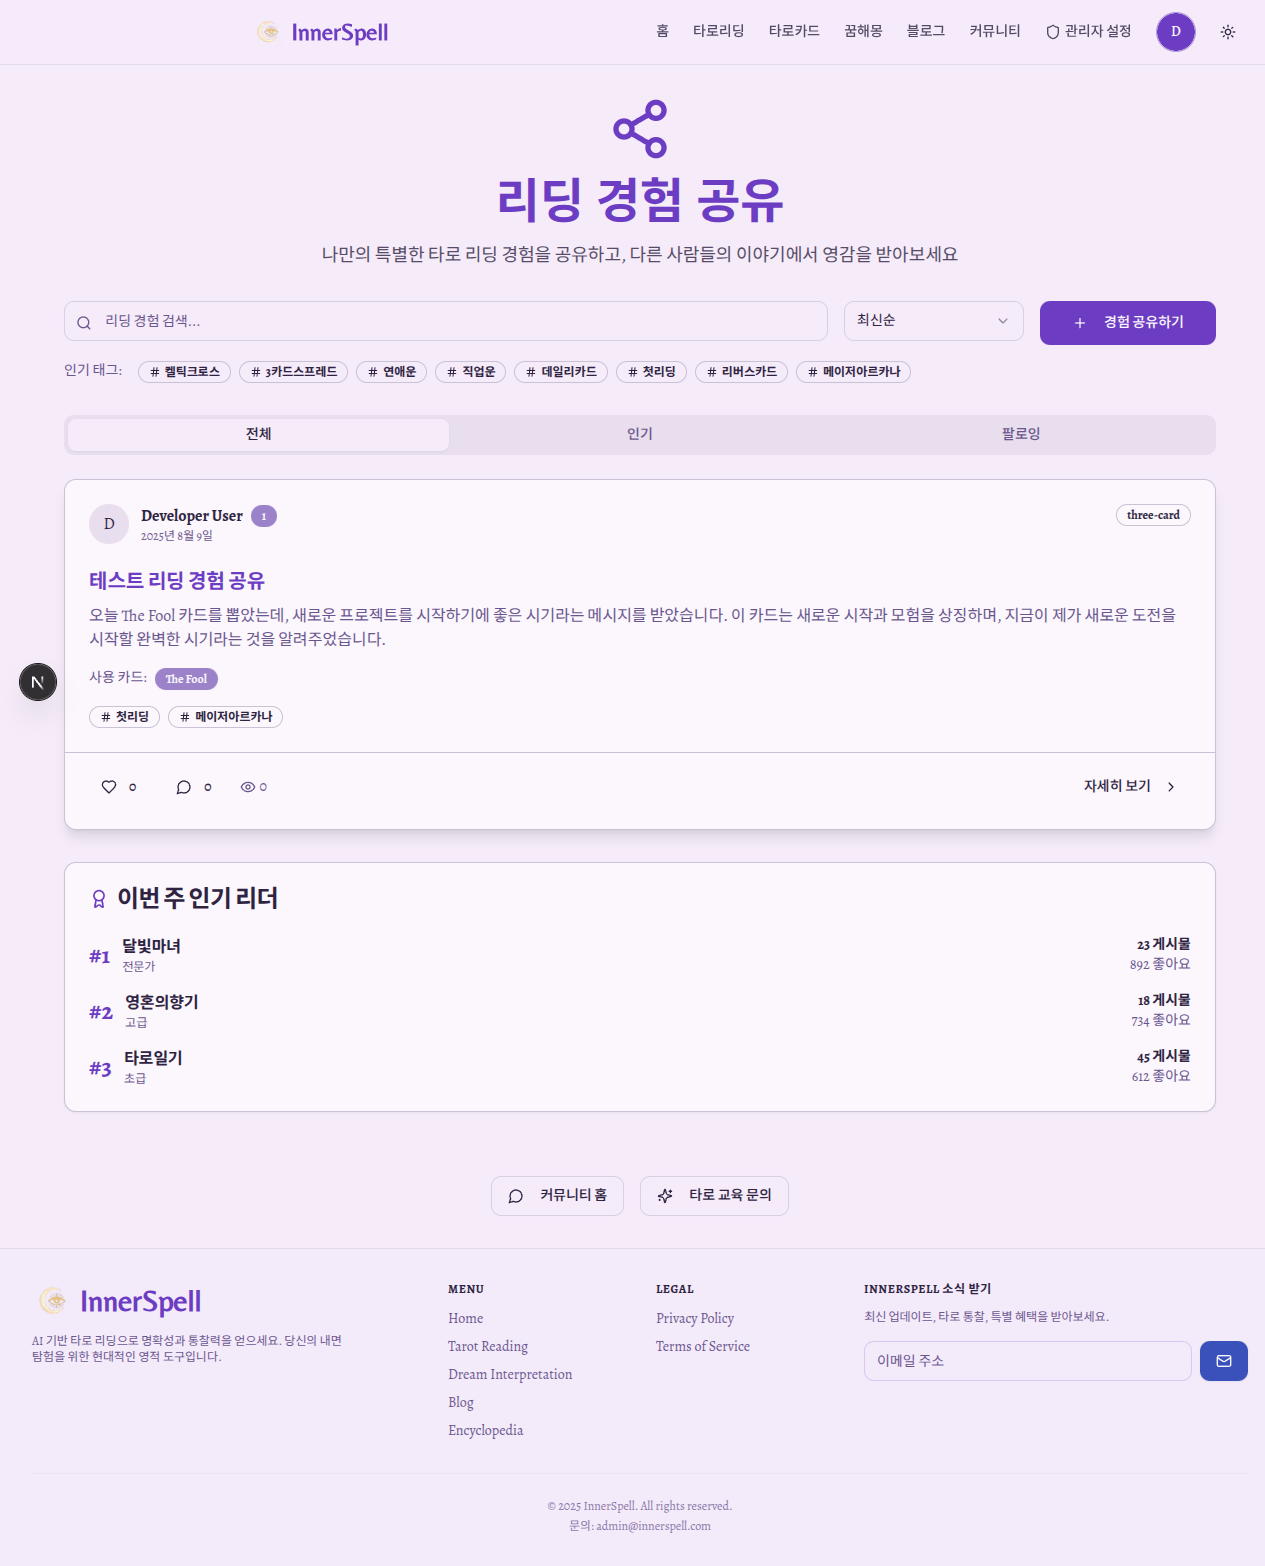 InnerSpell
홈 타로리딩 타로카드 꿈해몽 블로그 커뮤니티 관리자 설정 D
리딩 경험 공유
나만의 특별한 타로 리딩 경험을 공유하고, 다른 사람들의 이야기에서 영감을 받아보세요
리딩 경험 검색... 최신순 경험 공유하기
인기 태그: # 켈틱크로스 # 3카드스프레드 # 연애운 # 직업운 # 데일리카드 # 첫리딩 # 리버스카드 # 메이저아르카나
전체 인기 팔로잉
D Developer User 1 three-card
2025년 8월 9일
테스트 리딩 경험 공유
오늘 The Fool 카드를 뽑았는데, 새로운 프로젝트를 시작하기에 좋은 시기라는 메시지를 받았습니다. 이 카드는 새로운 시작과 모험을 상징하며, 지금이 제가 새로운 도전을
시작할 완벽한 시기라는 것을 알려주었습니다.
사용 카드: The Fool
N
# 첫리딩 # 메이저아르카나
0 0 0 자세히 보기
이번 주 인기 리더
#1 달빛마녀 23 게시물
전문가 892 좋아요
#2 영혼의향기 18 게시물
고급 734 좋아요
#3 타로일기 45 게시물
초급 612 좋아요
커뮤니티 홈 타로 교육 문의
InnerSpell
AI 기반 타로 리딩으로 명확성과 통찰력을 얻으세요. 당신의 내면
탐험을 위한 현대적인 영적 도구입니다.
MENU
Home
Tarot Reading
Dream Interpretation
Blog
Encyclopedia
LEGAL
Privacy Policy
Terms of Service
INNERSPELL 소식 받기
최신 업데이트, 타로 통찰, 특별 혜택을 받아보세요.
이메일 주소
© 2025 InnerSpell. All rights reserved.
문의: admin@innerspell.com